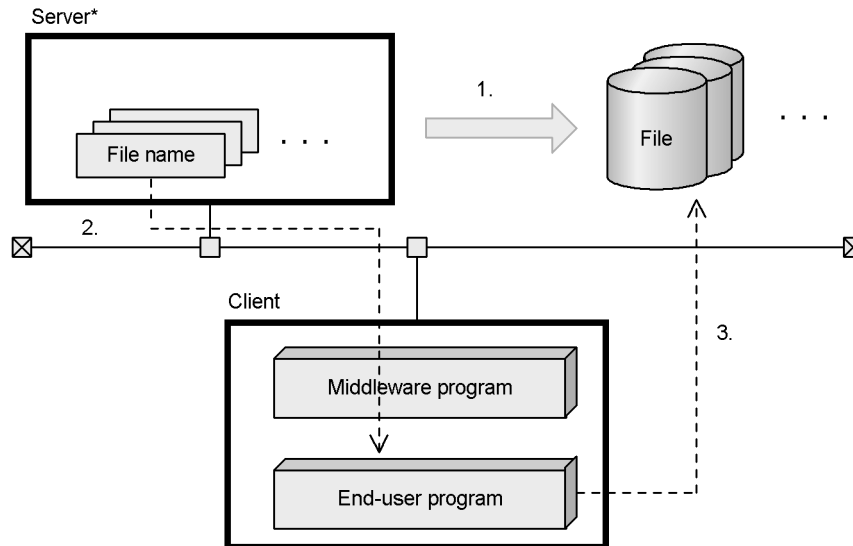 Server*
1.
File name
. . .
File
. . .
2.
Client
3.
Middleware program
End-user program